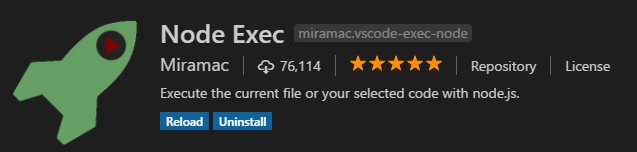 Node Exec miramac.vscode-exec-node
Miramac 76,114 Repository License
Execute the current file or your selected code with node.js.
Reload Uninstall